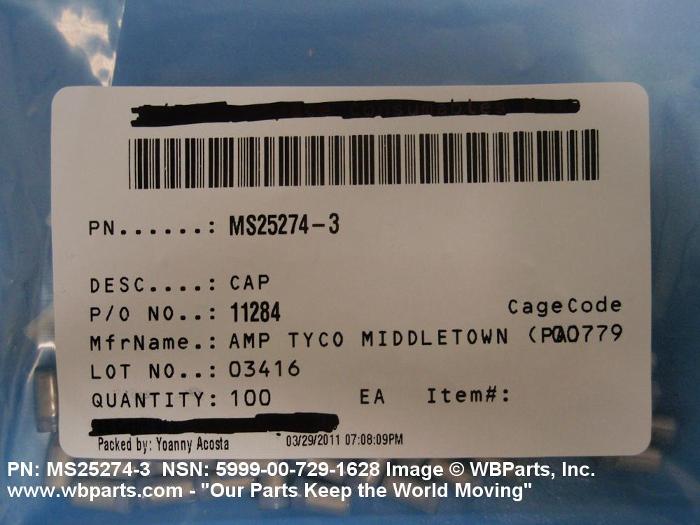 PN......: MS25274-3
DESC....: CAP
P/O NO..: 11284
CageCode
MfrName.: AMP TYCO MIDDLETOWN (PA 00779
LOT NO..: 03416
QUANTITY: 100 EA Item#:
Packed by: Yoanny Acosta 03/29/2011 07:08:09PM
PN: MS25274-3 NSN: 5999-00-729-1628 Image © WBParts, Inc.
www.wbparts.com - "Our Parts Keep the World Moving"